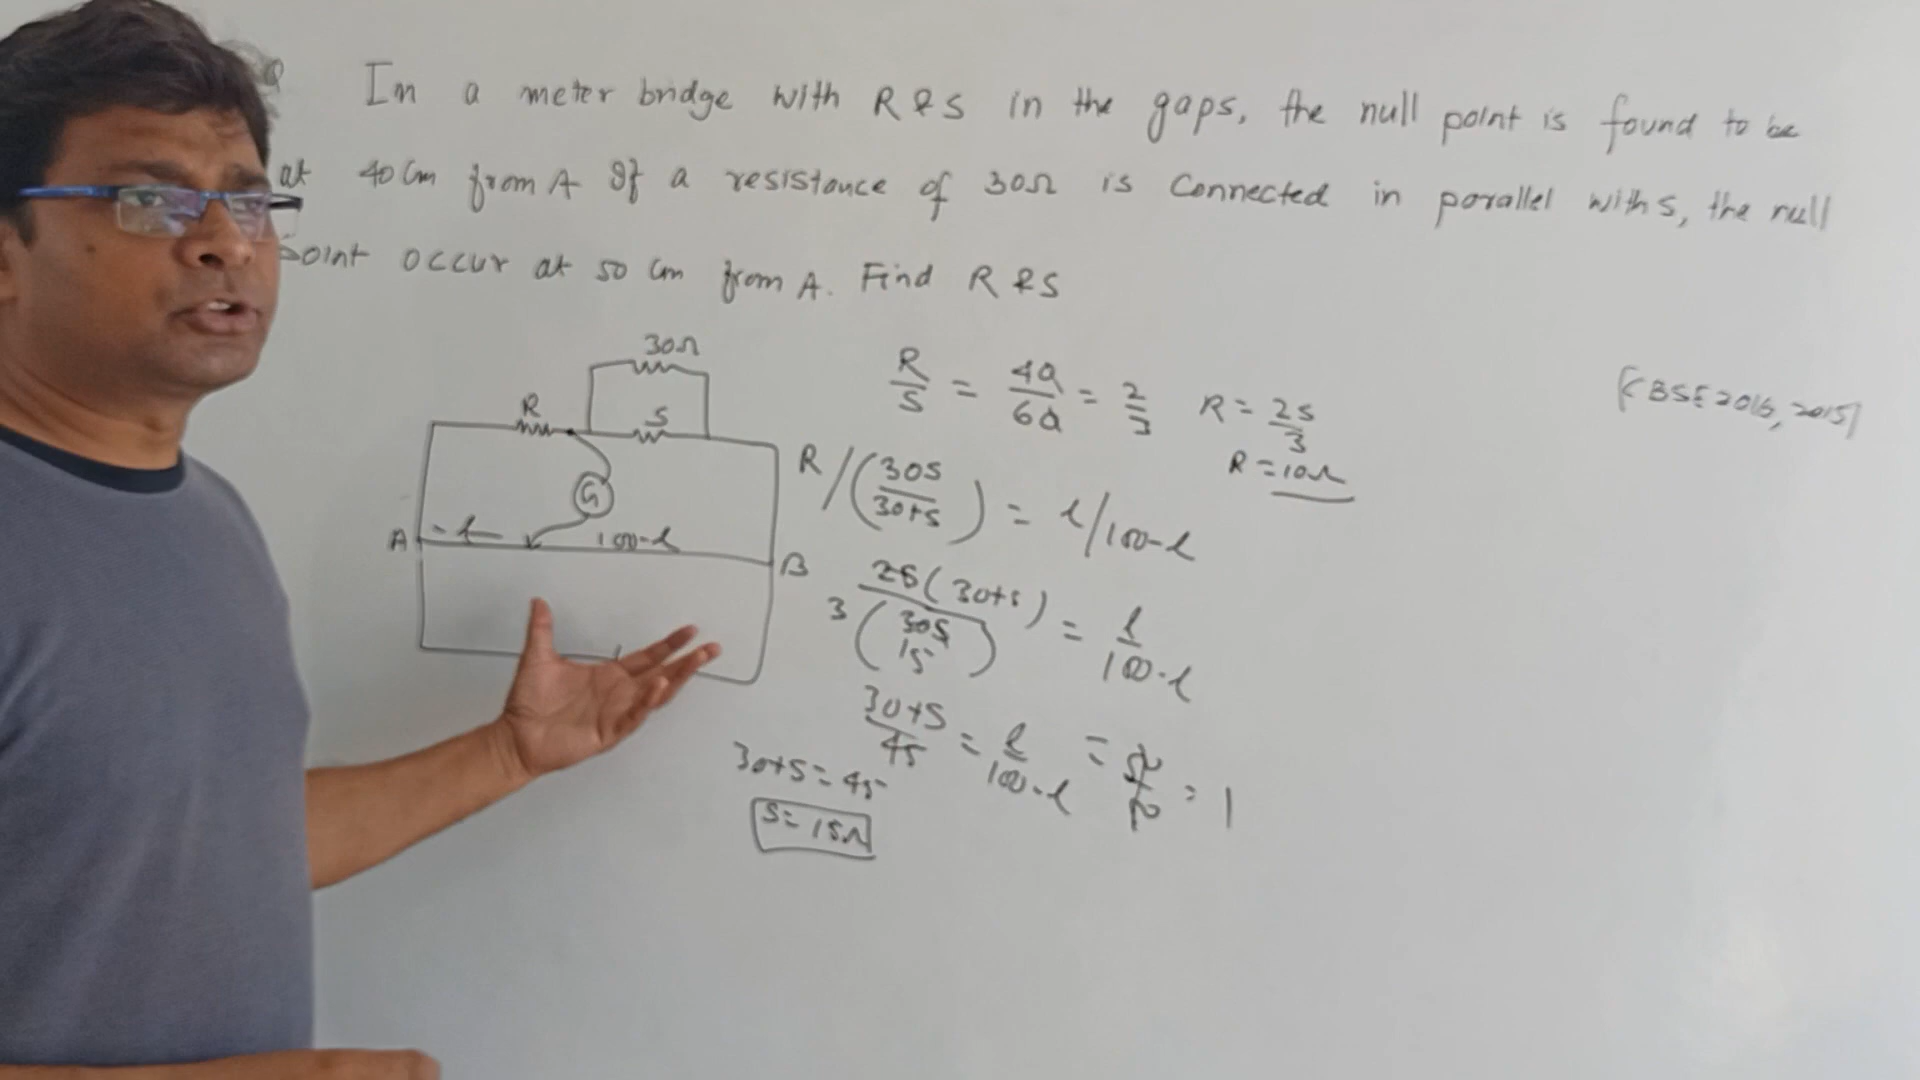 Q In a meter bridge with R & S in the gaps, the null point is found to be
at 40 cm from A If a resistance of 30Ω is Connected in parallel with S, the null
point occur at 50 cm from A. Find R & S
[CBSE 2016, 2015]
30Ω
R
S
G
A
l
100-l
B
R/S = 40/60 = 2/3
R = 2S/3
R = 10Ω
R/(30S/30+S) = l/100-l
2S(30+S)/3(30S) = l/100-l
15
30+S/45 = l/100-l = 50/50 = 1
30+S = 45
S = 15Ω